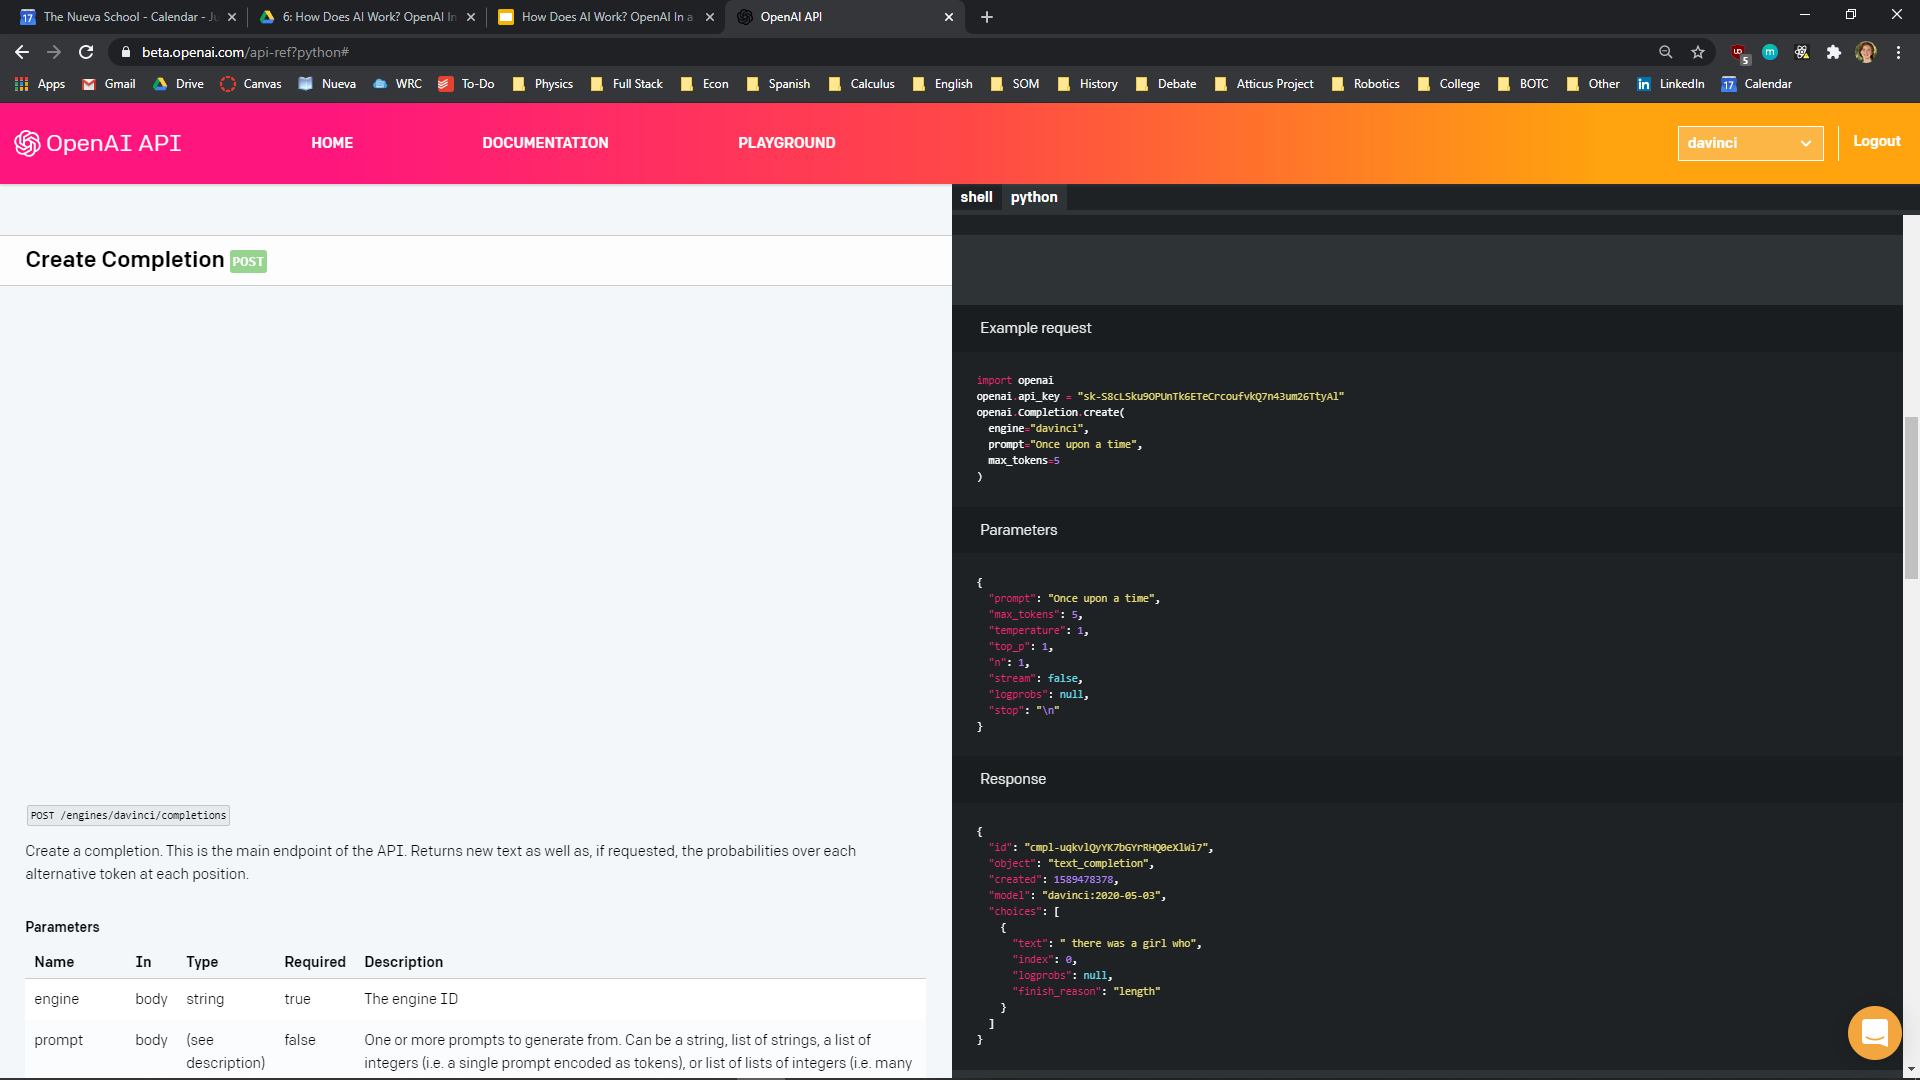 The Nueva School - Calendar - Ju
6: How Does AI Work? OpenAI In
How Does AI Work? OpenAI In a
OpenAI API
beta.openai.com/api-ref?python#
5
m
Apps Gmail Drive Canvas Nueva WRC To-Do Physics Full Stack Econ Spanish Calculus English SOM History Debate Atticus Project Robotics College BOTC Other LinkedIn 17 Calendar
OpenAI API HOME DOCUMENTATION PLAYGROUND davinci Logout
shell python
Create Completion POST
POST /engines/davinci/completions
Create a completion. This is the main endpoint of the API. Returns new text as well as, if requested, the probabilities over each
alternative token at each position.
Parameters
Name In Type Required Description
engine body string true The engine ID
prompt body (see description) false One or more prompts to generate from. Can be a string, list of strings, a list of
integers (i.e. a single prompt encoded as tokens), or list of lists of integers (i.e. many
Example request
import openai
openai.api_key =
openai.Completion.create(
engine="davinci",
prompt="Once upon a time",
max_tokens=5
)
Parameters
{
"prompt": "Once upon a time",
"max_tokens": 5,
"temperature": 1,
"top_p": 1,
"n": 1,
"stream": false,
"logprobs": null,
"stop": "\n"
}
Response
{
"id": "cmpl-uqkvlQyYK7bGYrRHQ0eXlWi7",
"object": "text_completion",
"created": 1589478378,
"model": "davinci:2020-05-03",
"choices": [
{
"text": " there was a girl who",
"index": 0,
"logprobs": null,
"finish_reason": "length"
}
]
}